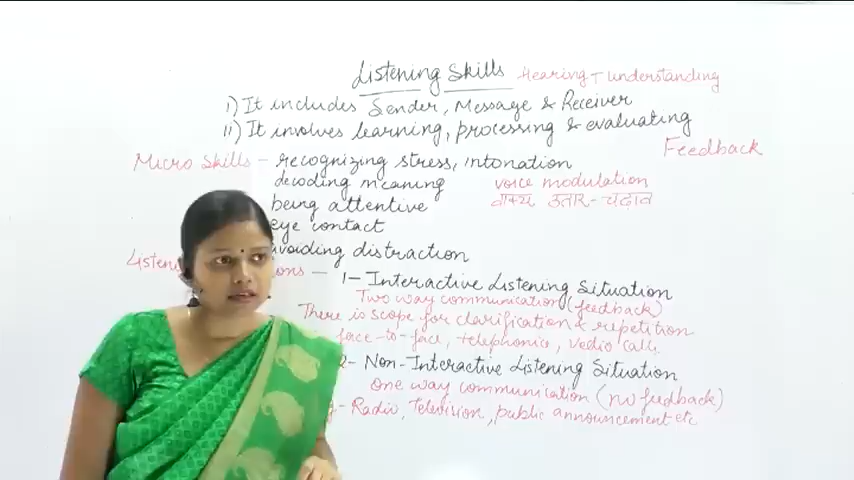 Listening Skills Hearing + understanding
i) It includes Sender, Message & Receiver
ii) It involves learning, processing & evaluating
Feedback
Micro Skills - recognizing stress, intonation
decoding meaning voice modulation
being attentive वाक्य उतार-चढ़ाव
eye contact
avoiding distraction
1- Interactive Listening Situation
Two way communication (feedback)
There is scope for clarification & repetition
face-to-face, telephonic, vedio call,
2- Non-Interactive Listening Situation
one way communication (no feedback)
- Radio, Television, public announcement etc